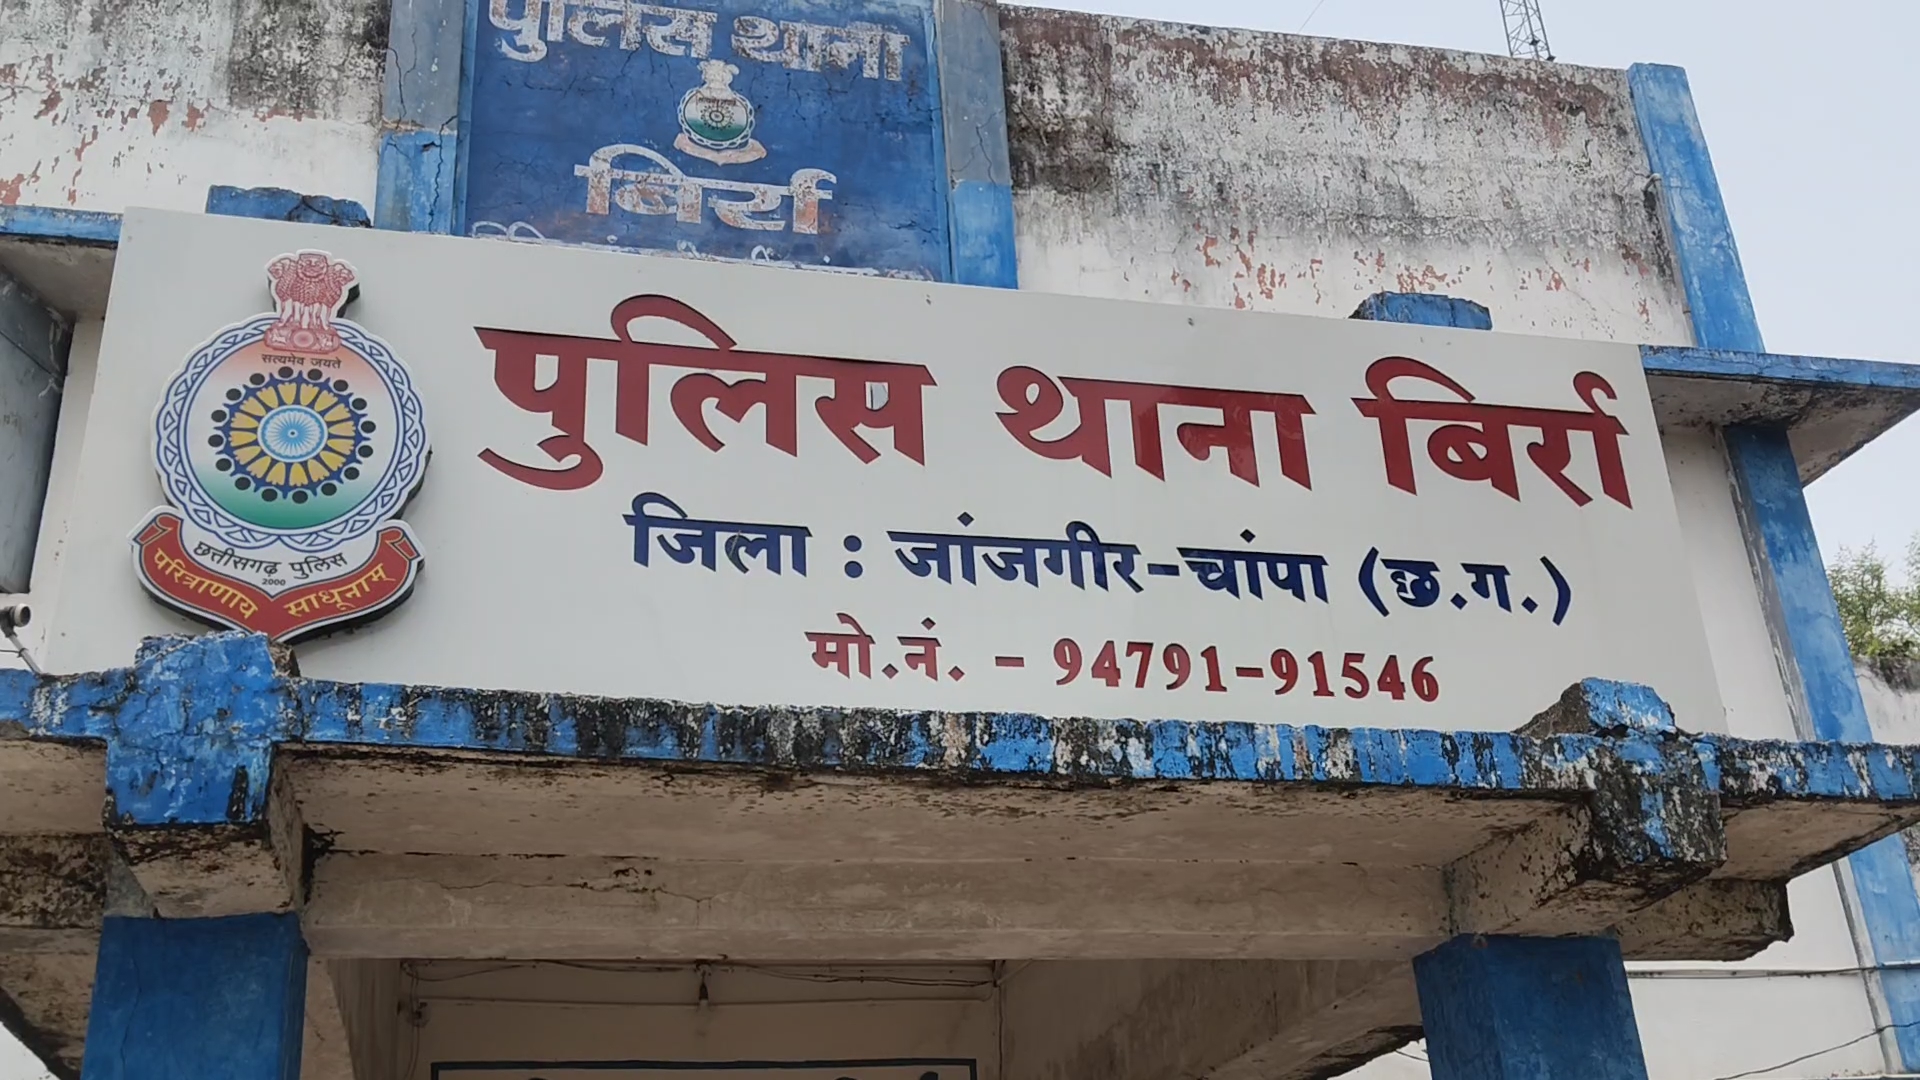 पुलिस थाना
बिर्रा
सत्यमेव जयते
छत्तीसगढ़ पुलिस
2000
परित्राणाय साधूनाम्
पुलिस थाना बिर्रा
जिला : जांजगीर-चांपा (छ.ग.)
मो.नं. - 94791-91546